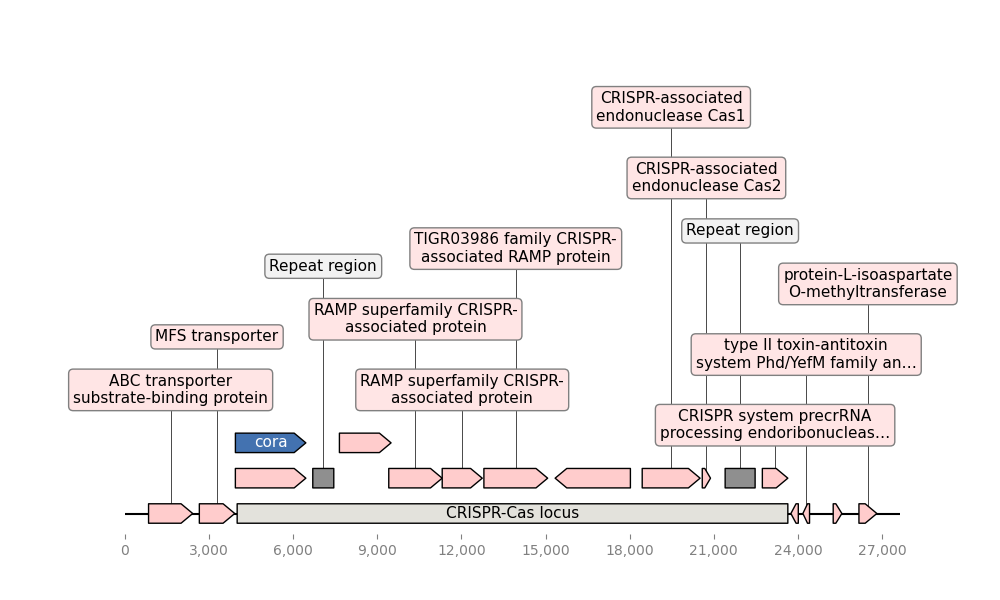 CRISPR-associated
endonuclease Cas1
CRISPR-associated
endonuclease Cas2
Repeat region
TIGR03986 family CRISPR-
associated RAMP protein
Repeat region
protein-L-isoaspartate
O-methyltransferase
RAMP superfamily CRISPR-
associated protein
MFS transporter
type II toxin-antitoxin
system Phd/YefM family an...
ABC transporter
substrate-binding protein
RAMP superfamily CRISPR-
associated protein
CRISPR system precrRNA
processing endoribonucleas...
cora
CRISPR-Cas locus
0 3,000 6,000 9,000 12,000 15,000 18,000 21,000 24,000 27,000